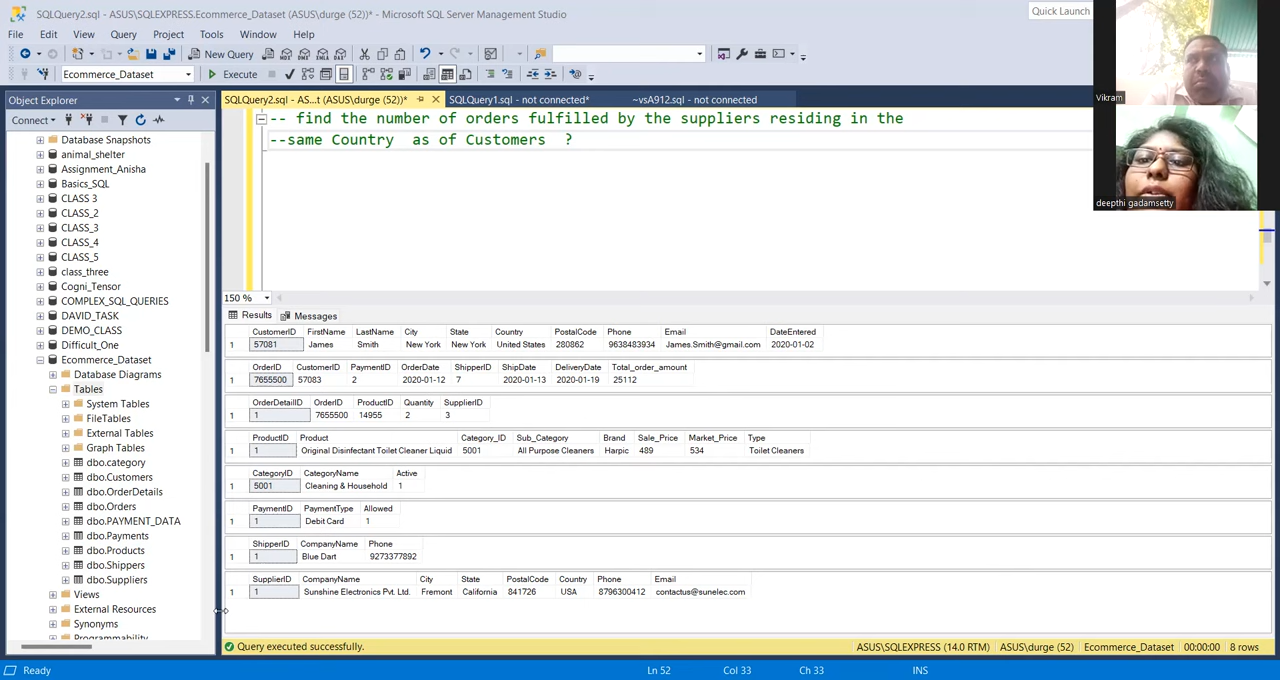 SQLQuery2.sql - ASUS\SQLEXPRESS.Ecommerce_Dataset (ASUS\durge (52))* - Microsoft SQL Server Management Studio
Quick Launch
File Edit View Query Project Tools Window Help
New Query
Ecommerce_Dataset Execute
Object Explorer
SQLQuery2.sql - AS...t (ASUS\durge (52))* SQLQuery1.sql - not connected* ~vsA912.sql - not connected
Vikram
deepthi gadamsetty
Connect
Database Snapshots
animal_shelter
Assignment_Anisha
Basics_SQL
CLASS 3
CLASS_2
CLASS_3
CLASS_4
CLASS_5
class_three
Cogni_Tensor
COMPLEX_SQL_QUERIES
DAVID_TASK
DEMO_CLASS
Difficult_One
Ecommerce_Dataset
Database Diagrams
Tables
System Tables
FileTables
External Tables
Graph Tables
dbo.category
dbo.Customers
dbo.OrderDetails
dbo.Orders
dbo.PAYMENT_DATA
dbo.Payments
dbo.Products
dbo.Shippers
dbo.Suppliers
Views
External Resources
Synonyms
Programmability
-- find the number of orders fulfilled by the suppliers residing in the
--same Country as of Customers ?
150 %
Results Messages
CustomerID FirstName LastName City State Country PostalCode Phone Email DateEntered
1 57081 James Smith New York New York United States 280862 9638483934 James.Smith@gmail.com 2020-01-02
OrderID CustomerID PaymentID OrderDate ShipperID ShipDate DeliveryDate Total_order_amount
1 7655500 57083 2 2020-01-12 7 2020-01-13 2020-01-19 25112
OrderDetailID OrderID ProductID Quantity SupplierID
1 1 7655500 14955 2 3
ProductID Product Category_ID Sub_Category Brand Sale_Price Market_Price Type
1 1 Original Disinfectant Toilet Cleaner Liquid 5001 All Purpose Cleaners Harpic 489 534 Toilet Cleaners
CategoryID CategoryName Active
1 5001 Cleaning & Household 1
PaymentID PaymentType Allowed
1 1 Debit Card 1
ShipperID CompanyName Phone
1 1 Blue Dart 9273377892
SupplierID CompanyName City State PostalCode Country Phone Email
1 1 Sunshine Electronics Pvt. Ltd. Fremont California 841726 USA 8796300412 contactus@sunelec.com
Query executed successfully. ASUS\SQLEXPRESS (14.0 RTM) ASUS\durge (52) Ecommerce_Dataset 00:00:00 8 rows
Ready Ln 52 Col 33 Ch 33 INS